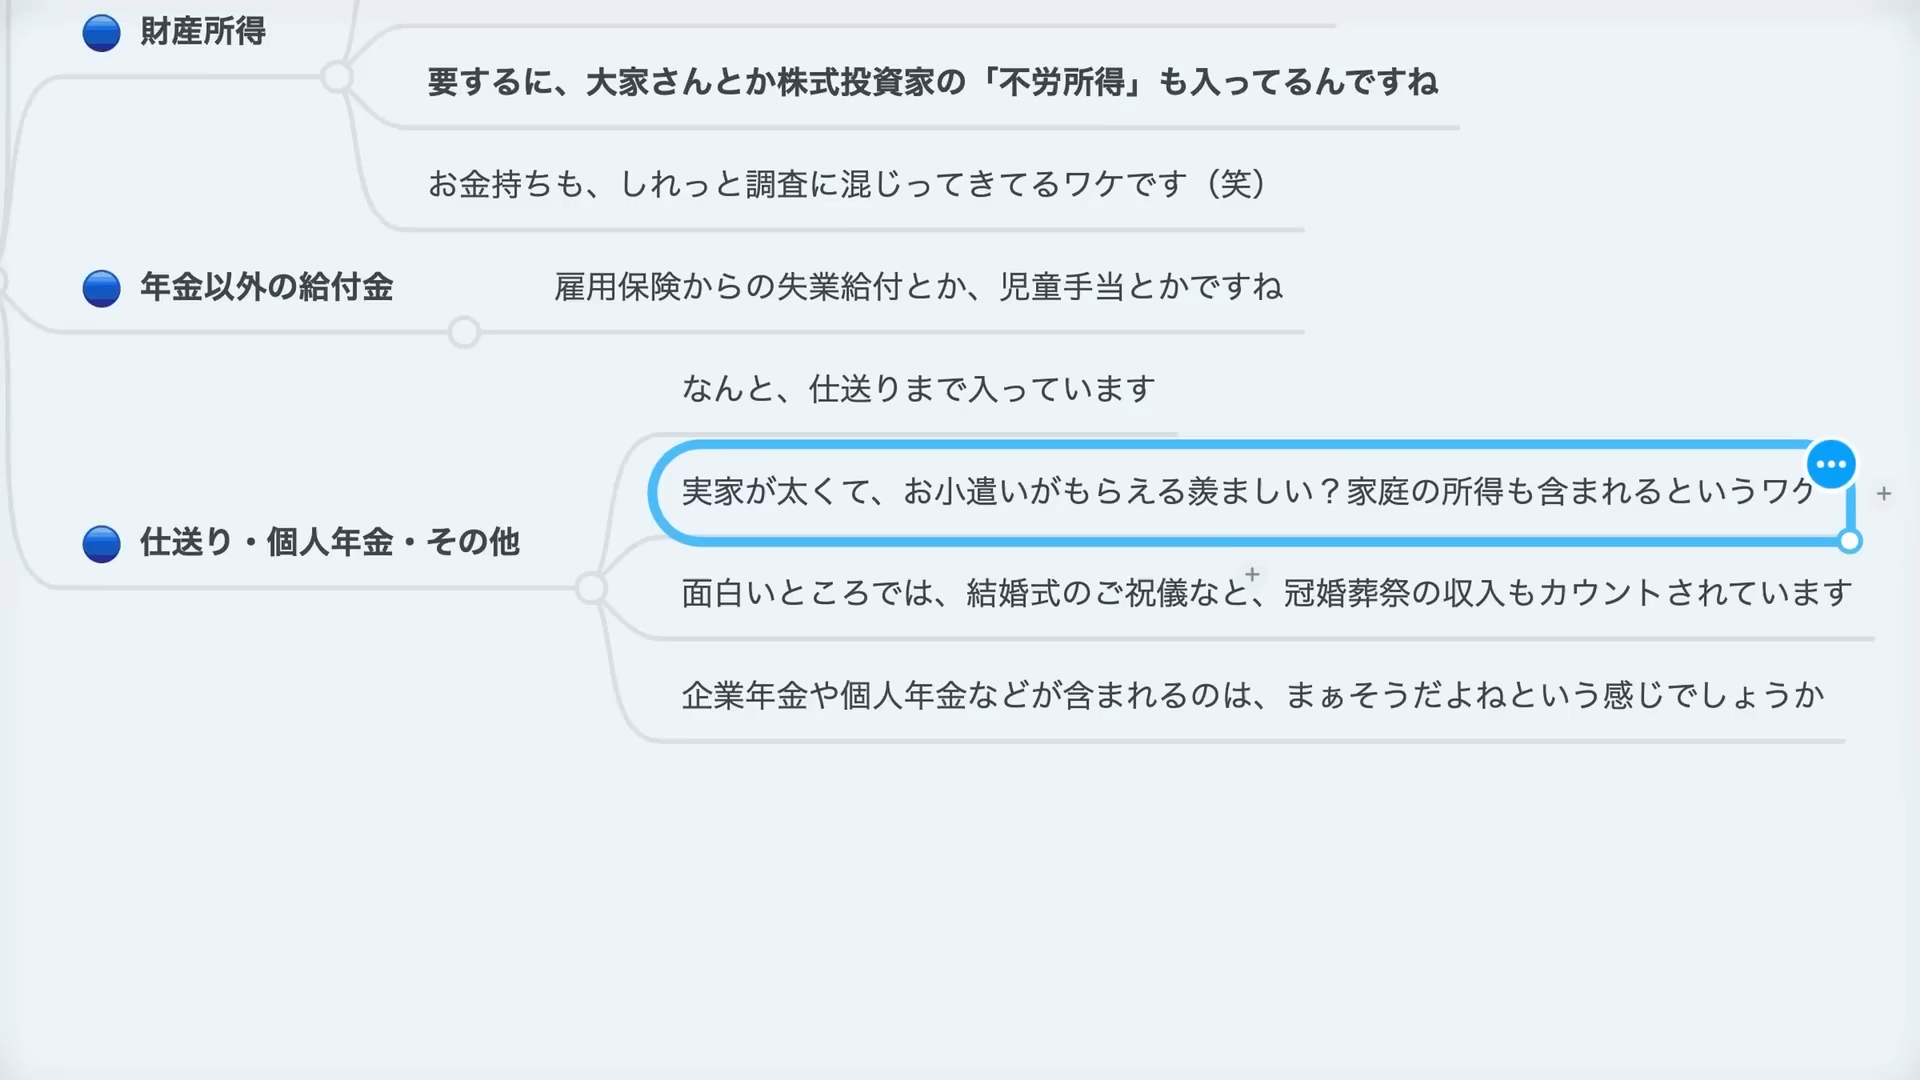 財産所得
要するに、大家さんとか株式投資家の「不労所得」も入ってるんですね
お金持ちも、しれっと調査に混じってきてるワケです（笑）
年金以外の給付金
雇用保険からの失業給付とか、児童手当とかですね
なんと、仕送りまで入っています
実家が太くて、お小遣いがもらえる羨ましい？家庭の所得も含まれるというワケ
仕送り・個人年金・その他
面白いところでは、結婚式のご祝儀など、冠婚葬祭の収入もカウントされています
企業年金や個人年金などが含まれるのは、まぁそうだよねという感じでしょうか